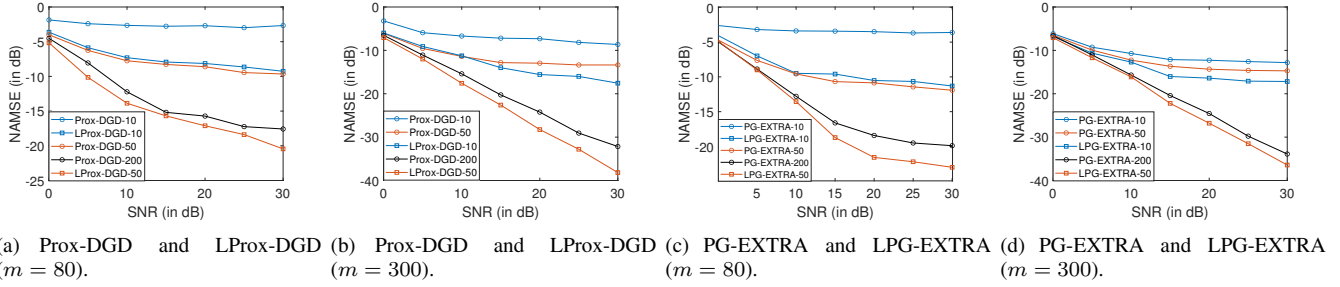 0
-5
-10
-15
-20
-25
NAMSE (in dB)
Prox-DGD-10
LProx-DGD-10
Prox-DGD-50
Prox-DGD-200
LProx-DGD-50
0 10 20 30
SNR (in dB)
0
-10
-20
-30
-40
NAMSE (in dB)
Prox-DGD-10
Prox-DGD-50
LProx-DGD-10
Prox-DGD-200
LProx-DGD-50
0 10 20 30
SNR (in dB)
0
-5
-10
-15
-20
NAMSE (in dB)
PG-EXTRA-10
LPG-EXTRA-10
PG-EXTRA-50
PG-EXTRA-200
LPG-EXTRA-50
5 10 15 20 25 30
SNR (in dB)
0
-10
-20
-30
-40
NAMSE (in dB)
PG-EXTRA-10
PG-EXTRA-50
LPG-EXTRA-10
PG-EXTRA-200
LPG-EXTRA-50
0 10 20 30
SNR (in dB)
(a) Prox-DGD and LProx-DGD
(m = 80).
(b) Prox-DGD and LProx-DGD
(m = 300).
(c) PG-EXTRA and LPG-EXTRA
(m = 80).
(d) PG-EXTRA and LPG-EXTRA
(m = 300).